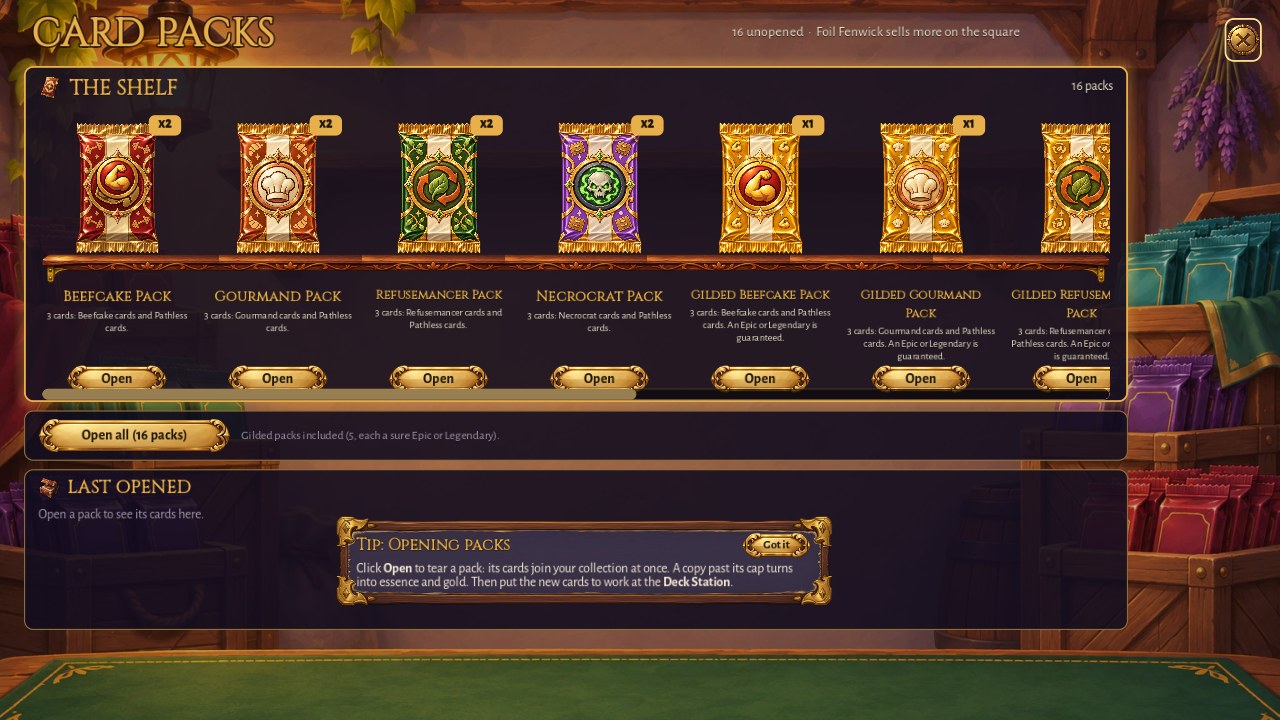 CARD PACKS
16 unopened · Foil Fenwick sells more on the square
THE SHELF
16 packs
X2
X2
X2
X2
X1
X1
BEEFCAKE PACK
3 cards: Beefcake cards and Pathless
cards.
Open
GOURMAND PACK
3 cards: Gourmand cards and Pathless
cards.
Open
REFUSEMANCER PACK
3 cards: Refusemancer cards and
Pathless cards.
Open
NECROCRAT PACK
3 cards: Necrocrat cards and Pathless
cards.
Open
GILDED BEEFCAKE PACK
3 cards: Beefcake cards and Pathless
cards. An Epic or Legendary is
guaranteed.
Open
GILDED GOURMAND
PACK
3 cards: Gourmand cards and Pathless
cards. An Epic or Legendary is
guaranteed.
Open
GILDED REFUSEM
PACK
3 cards: Refusemancer
Pathless cards. An Epic or
is guaranteed.
Open
Open all (16 packs)
Gilded packs included (5, each a sure Epic or Legendary).
LAST OPENED
Open a pack to see its cards here.
TIP: OPENING PACKS
Got it
Click Open to tear a pack: its cards join your collection at once. A copy past its cap turns
into essence and gold. Then put the new cards to work at the Deck Station.